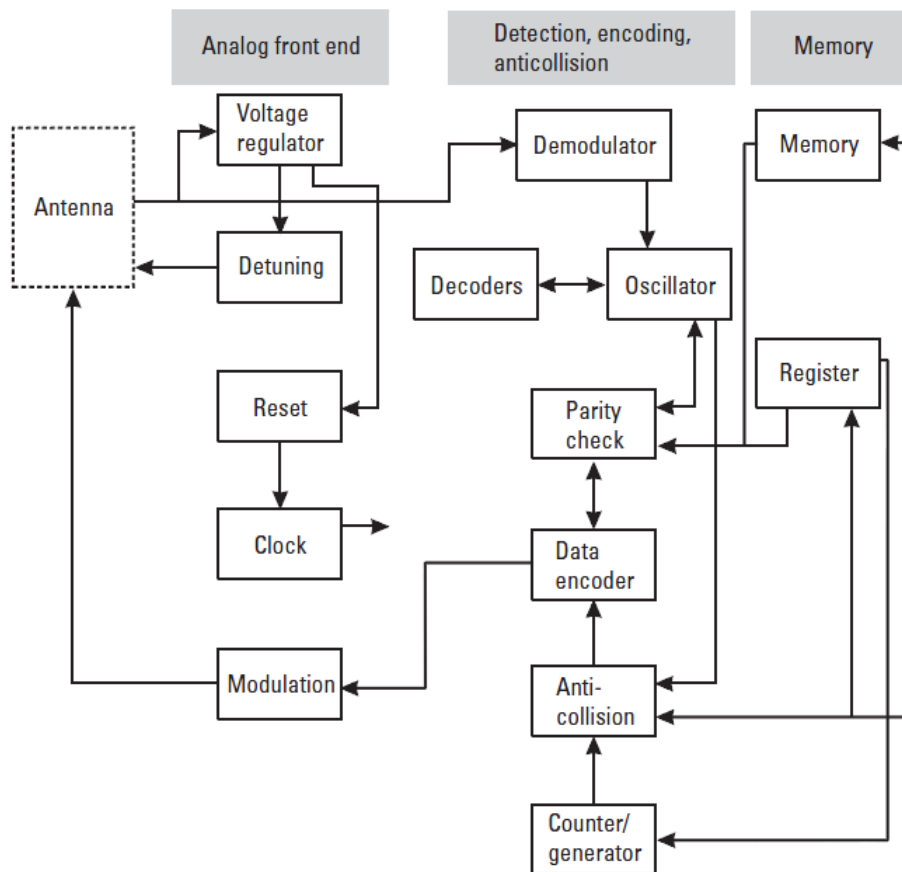 Analog front end
Detection, encoding,
anticollision
Memory
Voltage
regulator
Demodulator
Memory
Antenna
Detuning
Decoders
Oscillator
Register
Reset
Parity
check
Clock
Data
encoder
Modulation
Anti-
collision
Counter/
generator